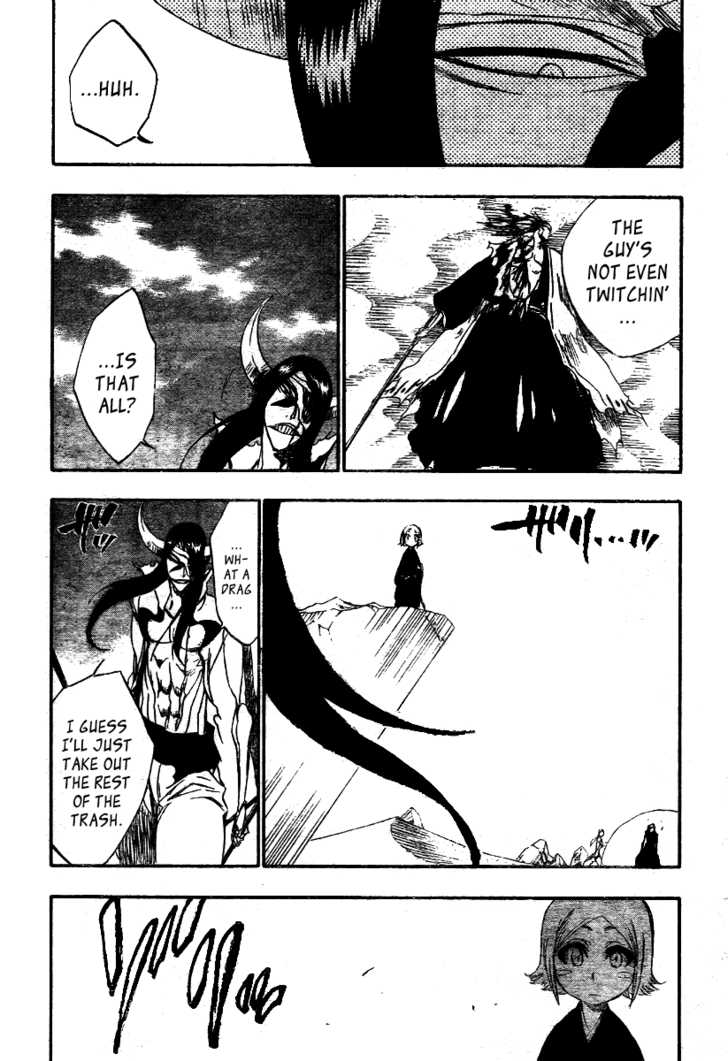 ...HUH.
THE
GUY'S
NOT EVEN
TWITCHIN'
...
...IS
THAT
ALL?
...
WH-
AT A
DRAG
...
I GUESS
I'LL JUST
TAKE OUT
THE REST
OF THE
TRASH.